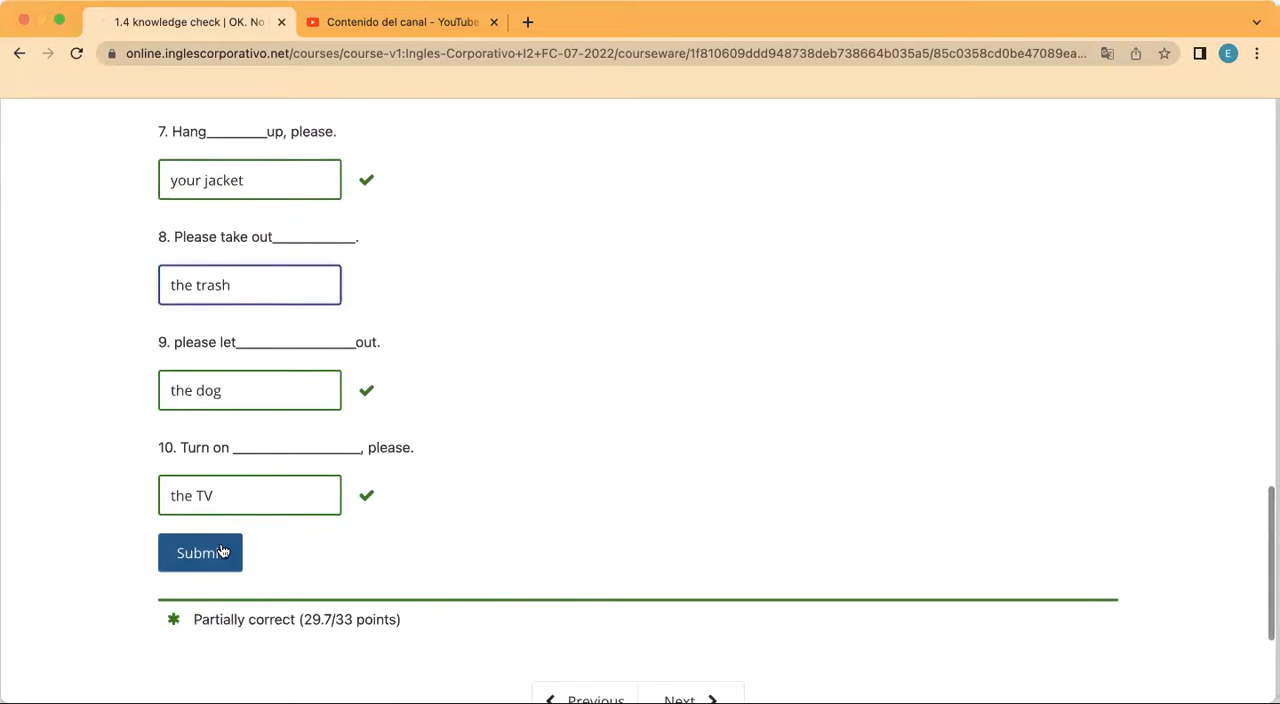 1.4 knowledge check | OK. No
Contenido del canal - YouTube
online.inglescorporativo.net/courses/course-v1:Ingles-Corporativo+I2+FC-07-2022/courseware/1f810609ddd948738deb738664b035a5/85c0358cd0be47089ea...
E
7. Hang________up, please.
your jacket
8. Please take out___________.
the trash
9. please let________________out.
the dog
10. Turn on _________________, please.
the TV
Submit
Partially correct (29.7/33 points)
Previous
Next